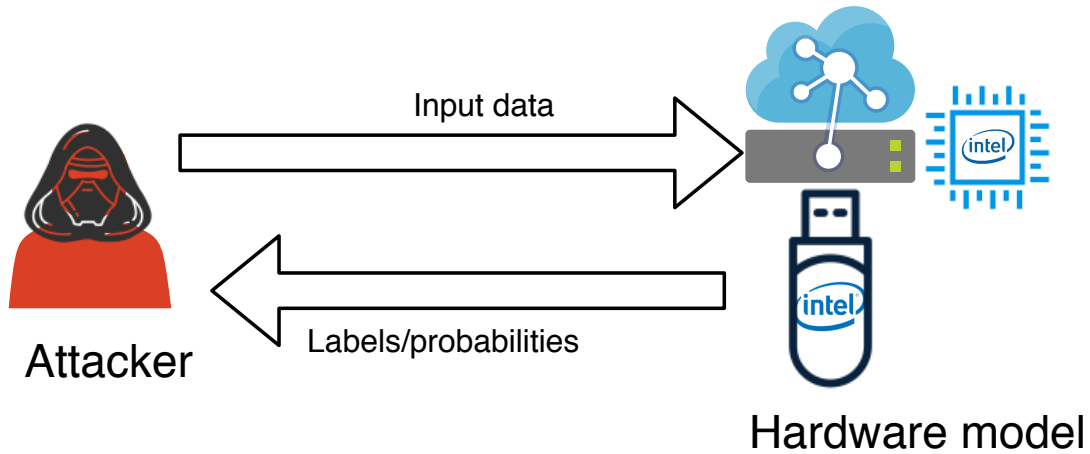 Input data
intel
intel
Labels/probabilities
Attacker
Hardware model